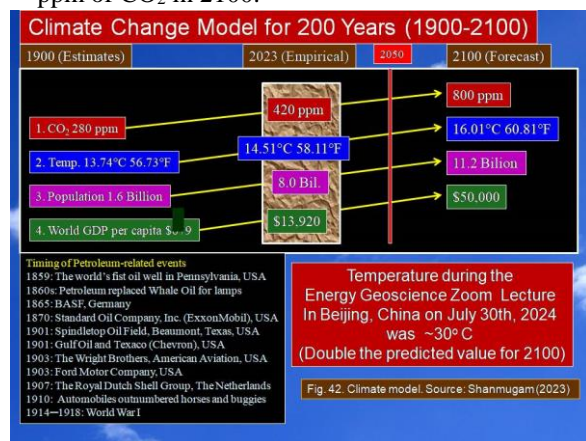 ppm of CO2 in 2100.
Climate Change Model for 200 Years (1900-2100)
1900 (Estimates) 2023 (Empirical) 2050 2100 (Forecast)
1. CO2 280 ppm 420 ppm 800 ppm
2. Temp. 13.74°C 56.73°F 14.51°C 58.11°F 16.01°C 60.81°F
3. Population 1.6 Billion 8.0 Bil. 11.2 Bilion
4. World GDP per capita $13,920 $50,000
Timing of Petroleum-related events
1859: The world's fist oil well in Pennsylvania, USA
1860s: Petroleum replaced Whale Oil for lamps
1865: BASF, Germany
1870: Standard Oil Company, Inc. (ExxonMobil), USA
1901: Spindletop Oil Field, Beaumont, Texas, USA
1901: Gulf Oil and Texaco (Chevron), USA
1903: The Wright Brothers, American Aviation, USA
1903: Ford Motor Company, USA
1907: The Royal Dutch Shell Group, The Netherlands
1910: Automobiles outnumbered horses and buggies
1914—1918: World War I
Temperature during the
Energy Geoscience Zoom Lecture
In Beijing, China on July 30th, 2024
was ~30° C
(Double the predicted value for 2100)
Fig. 42. Climate model. Source: Shanmugam (2023)